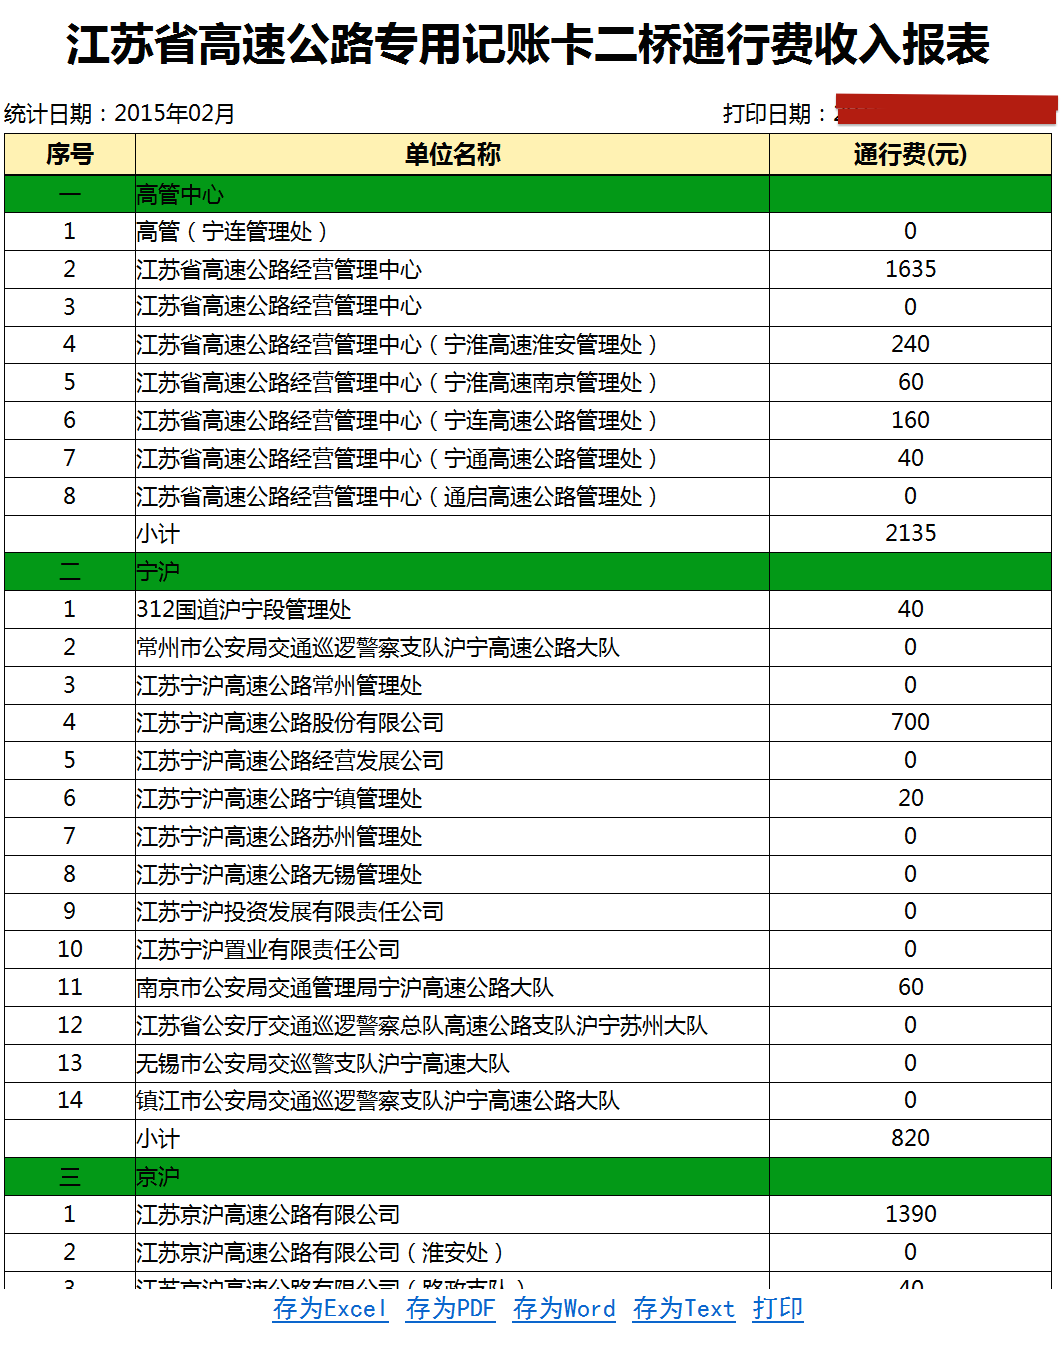 江苏省高速公路专用记账卡二桥通行费收入报表
统计日期：2015年02月 打印日期：
序号 单位名称 通行费(元)
一 高管中心
1 高管（宁连管理处） 0
2 江苏省高速公路经营管理中心 1635
3 江苏省高速公路经营管理中心 0
4 江苏省高速公路经营管理中心（宁淮高速淮安管理处） 240
5 江苏省高速公路经营管理中心（宁淮高速南京管理处） 60
6 江苏省高速公路经营管理中心（宁连高速公路管理处） 160
7 江苏省高速公路经营管理中心（宁通高速公路管理处） 40
8 江苏省高速公路经营管理中心（通启高速公路管理处） 0
小计 2135
二 宁沪
1 312国道沪宁段管理处 40
2 常州市公安局交通巡逻警察支队沪宁高速公路大队 0
3 江苏宁沪高速公路常州管理处 0
4 江苏宁沪高速公路股份有限公司 700
5 江苏宁沪高速公路经营发展公司 0
6 江苏宁沪高速公路宁镇管理处 20
7 江苏宁沪高速公路苏州管理处 0
8 江苏宁沪高速公路无锡管理处 0
9 江苏宁沪投资发展有限责任公司 0
10 江苏宁沪置业有限责任公司 0
11 南京市公安局交通管理局宁沪高速公路大队 60
12 江苏省公安厅交通巡逻警察总队高速公路支队沪宁苏州大队 0
13 无锡市公安局交巡警支队沪宁高速大队 0
14 镇江市公安局交通巡逻警察支队沪宁高速公路大队 0
小计 820
三 京沪
1 江苏京沪高速公路有限公司 1390
2 江苏京沪高速公路有限公司（淮安处） 0
3 江苏京沪高速公路有限公司（路政支队） 40
存为Excel 存为PDF 存为Word 存为Text 打印